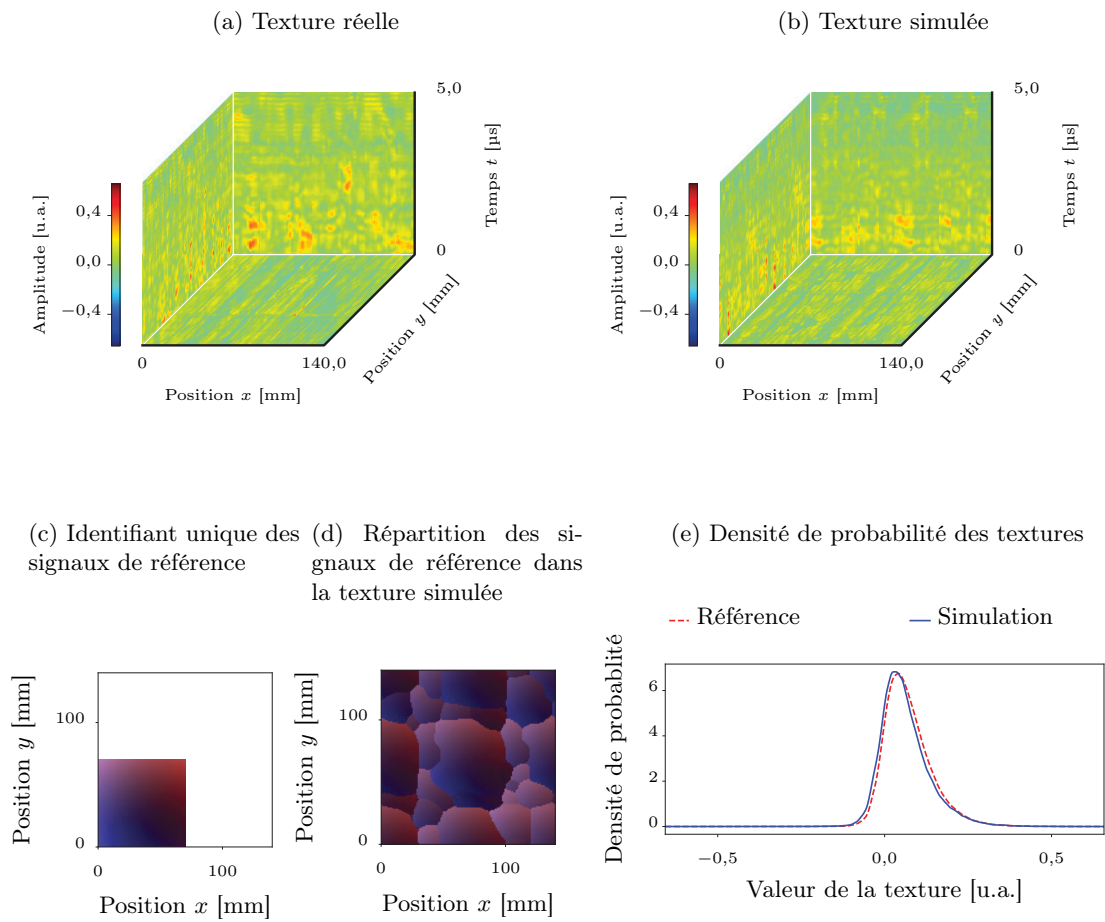 (a) Texture réelle
(b) Texture simulée
5,0
Temps t [µs]
0
Amplitude [u.a.]
0,4
0,0
−0,4
0
140,0
Position x [mm]
Position y [mm]
5,0
Temps t [µs]
0
Amplitude [u.a.]
0,4
0,0
−0,4
0
140,0
Position x [mm]
Position y [mm]
(c) Identifiant unique des
signaux de référence
(d) Répartition des si-
gnaux de référence dans
la texture simulée
(e) Densité de probabilité des textures
Position y [mm]
100
0
0
100
Position x [mm]
Position y [mm]
100
0
0
100
Position x [mm]
Référence
Simulation
Densité de probablité
6
4
2
0
−0,5
0,0
0,5
Valeur de la texture [u.a.]